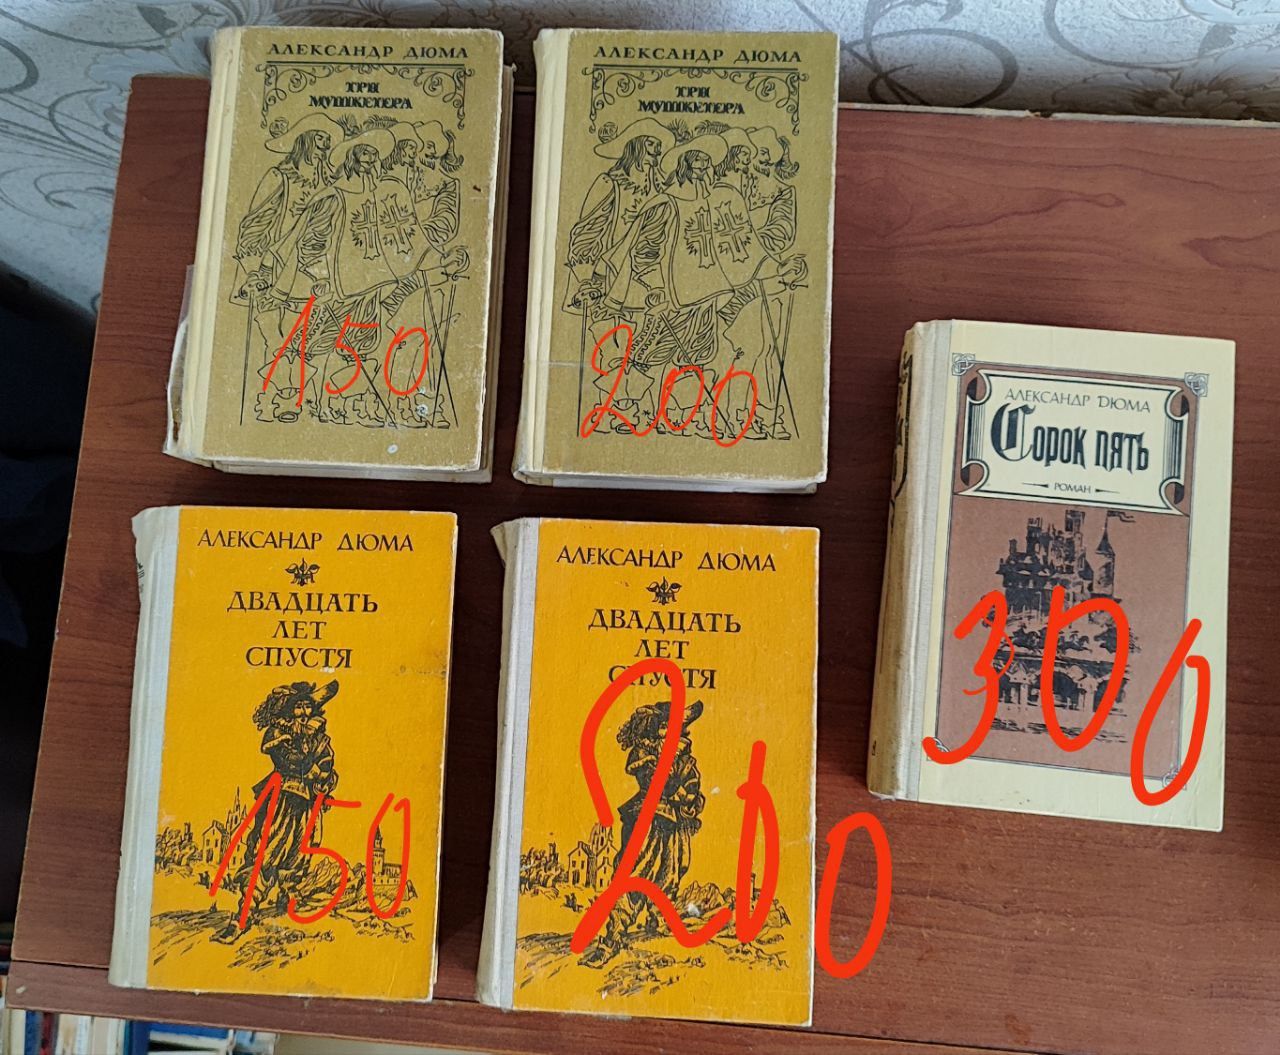 АЛЕКСАНДР ДЮМА
ТРИ
МУШКЕТЕРА
150
АЛЕКСАНДР ДЮМА
ТРИ
МУШКЕТЕРА
200
АЛЕКСАНДР ДЮМА
Сорок пять
РОМАН
300
АЛЕКСАНДР ДЮМА
ДВАДЦАТЬ
ЛЕТ
СПУСТЯ
150
АЛЕКСАНДР ДЮМА
ДВАДЦАТЬ
ЛЕТ
СПУСТЯ
200